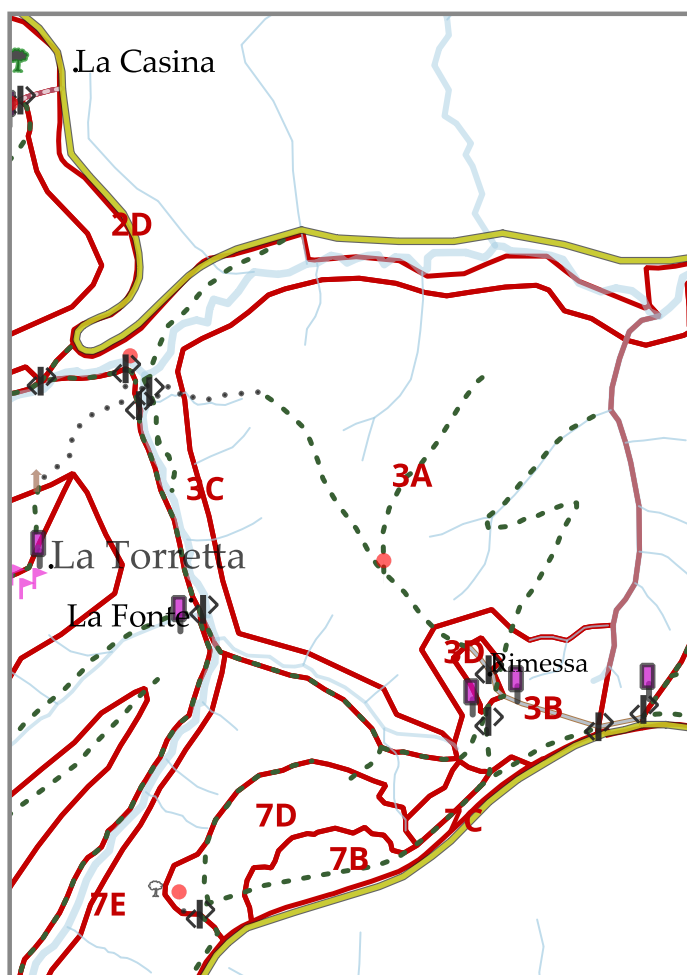 La Casina
2D
3A
3C
La Torretta
La Fonte
3D
Rimessa
3B
7D
7C
7B
7E